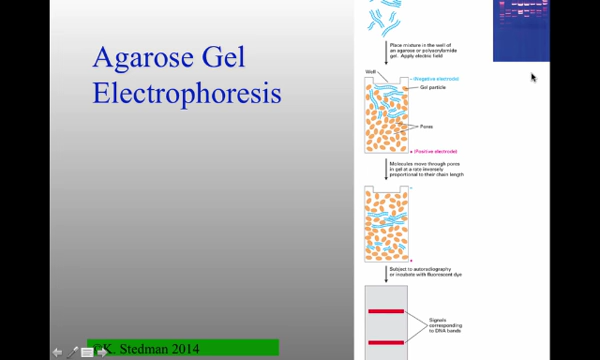 Agarose Gel
Electrophoresis
Place mixture in the well of
an agarose or polyacrylamide
gel. Apply electric field
Well
– (Negative electrode)
Gel particle
Pores
+ (Positive electrode)
Molecules move through pores
in gel at a rate inversely
proportional to their chain length
–
+
Subject to autoradiography
or incubate with fluorescent dye
Signals
corresponding
to DNA bands
©K. Stedman 2014